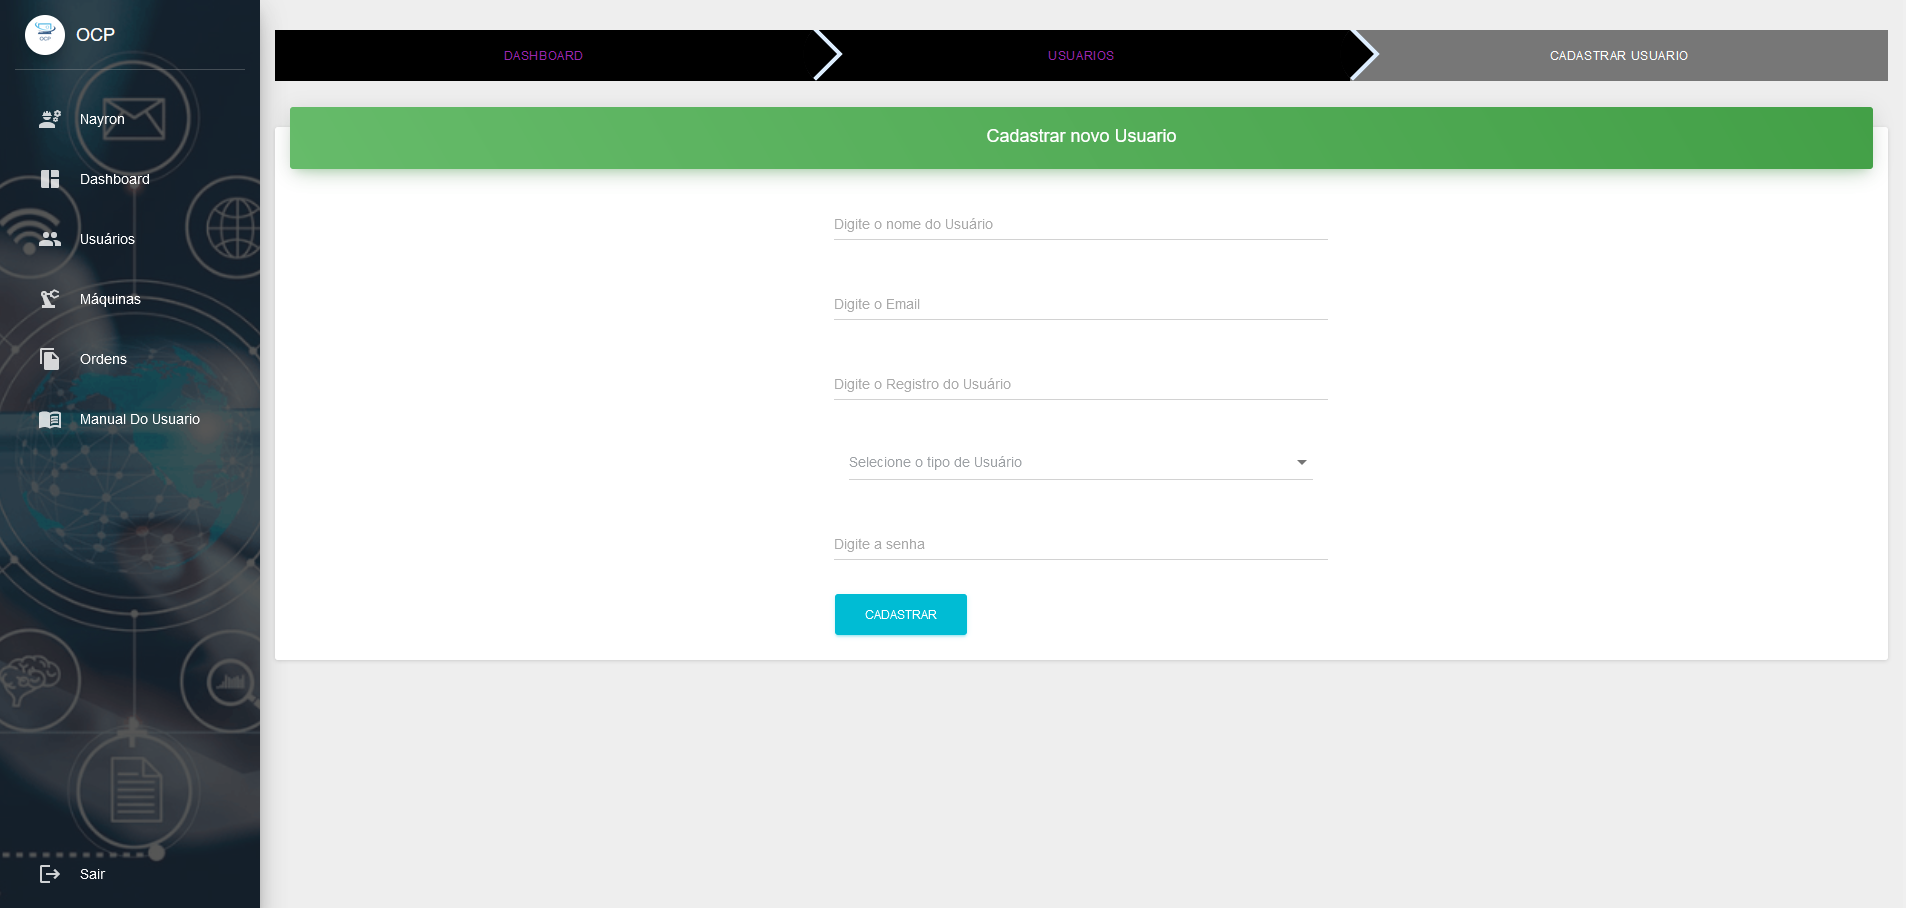 OCP
Nayron
Dashboard
Usuários
Máquinas
Ordens
Manual Do Usuario
Sair
DASHBOARD
USUARIOS
CADASTRAR USUARIO
Cadastrar novo Usuario
Digite o nome do Usuário
Digite o Email
Digite o Registro do Usuário
Selecione o tipo de Usuário
Digite a senha
CADASTRAR